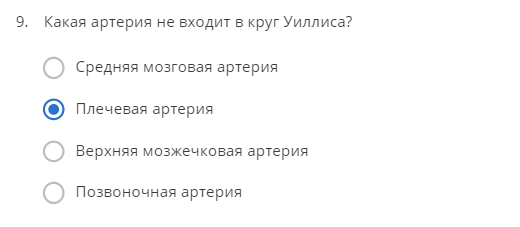 9. Какая артерия не входит в круг Уиллиса?
Средняя мозговая артерия
Плечевая артерия
Верхняя мозжечковая артерия
Позвоночная артерия